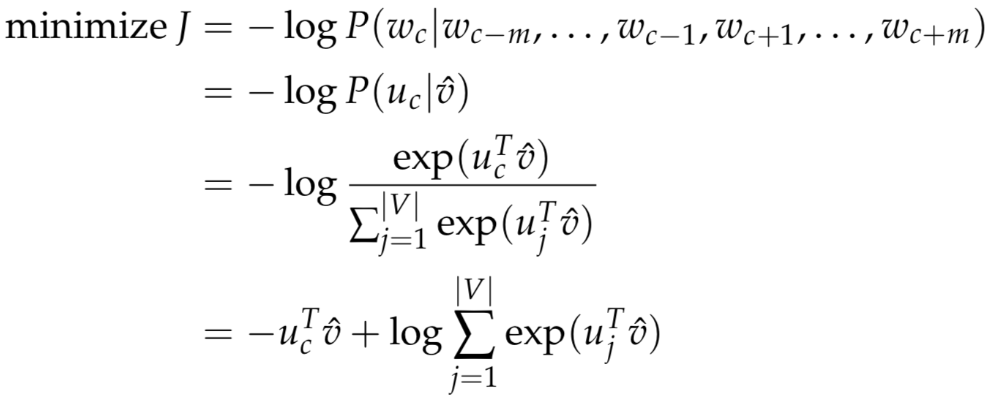 minimize J = − log P(w_{c−m}, . . . , w_{c−1}, w_{c+1}, . . . , w_{c+m})
= − log P(u_c|v̂)
= − log \frac{exp(u_c^T v̂)}{∑_{j=1}^{|V|} exp(u_j^T v̂)}
= −u_c^T v̂ + log ∑_{j=1}^{|V|} exp(u_j^T v̂)